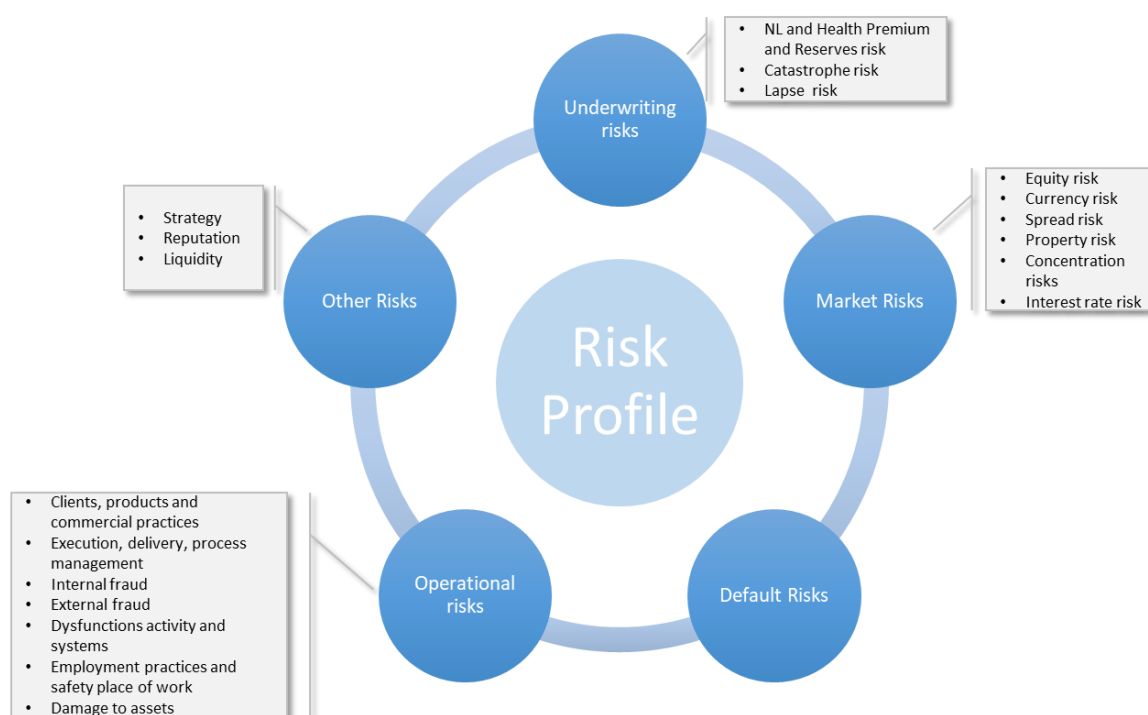 • NL and Health Premium
and Reserves risk
• Catastrophe risk
• Lapse risk
Underwriting
risks
• Equity risk
• Currency risk
• Spread risk
• Property risk
• Concentration
risks
• Interest rate risk
Market Risks
• Strategy
• Reputation
• Liquidity
Other Risks
Risk
Profile
• Clients, products and
commercial practices
• Execution, delivery, process
management
• Internal fraud
• External fraud
• Dysfunctions activity and
systems
• Employment practices and
safety place of work
• Damage to assets
Operational
risks
Default Risks